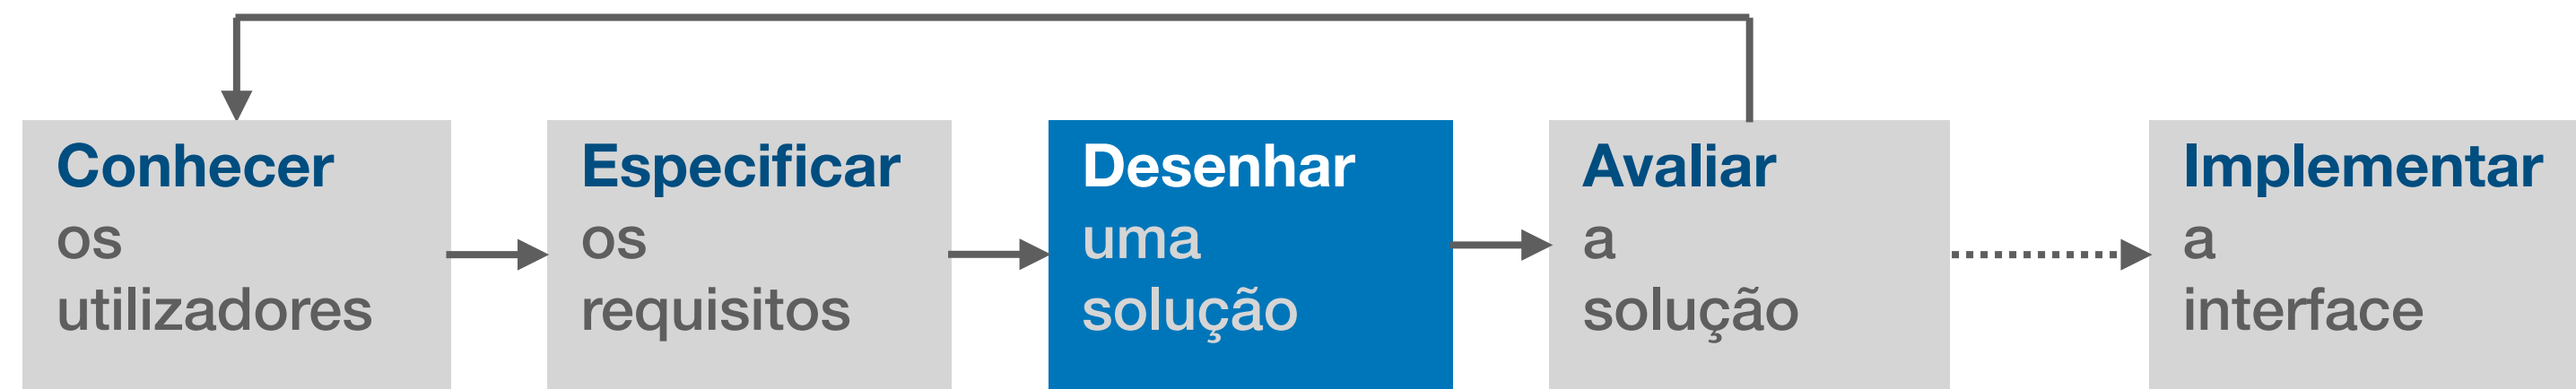 Conhecer
os
utilizadores
Especificar
os
requisitos
Desenhar
uma
solução
Avaliar
a
solução
Implementar
a
interface